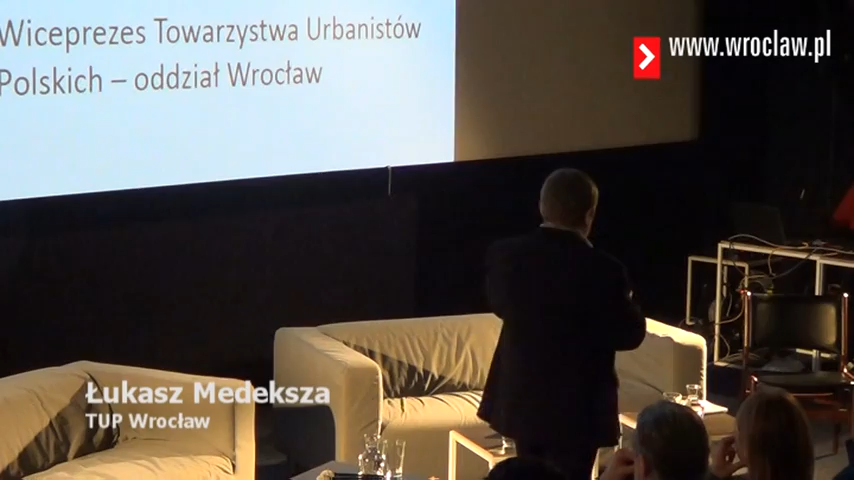 Wiceprezes Towarzystwa Urbanistów
Polskich – oddział Wrocław
www.wroclaw.pl
Łukasz Medeksza
TUP Wrocław